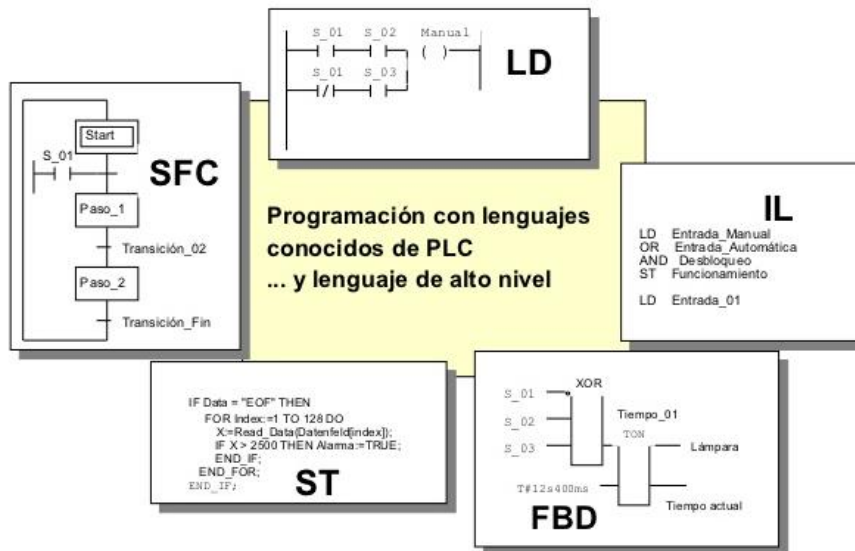 S_01 S_02 Manual
( )
S_01 S_03
LD
Start
S_01
SFC
Paso_1
Transición_02
Paso_2
Transición_Fin
Programación con lenguajes
conocidos de PLC
... y lenguaje de alto nivel
IL
LD Entrada_Manual
OR Entrada_Automática
AND Desbloqueo
ST Funcionamiento
LD Entrada_01
IF Data = "EOF" THEN
FOR Index:=1 TO 128 DO
X:=Read_Data(Datenfeld[index]);
IF X > 2500 THEN Alarma:=TRUE;
END_IF;
END_FOR;
END_IF;
ST
XOR
S_01
S_02
S_03
Tiempo_01
TON
Lámpara
T#12s400ms
Tiempo actual
FBD